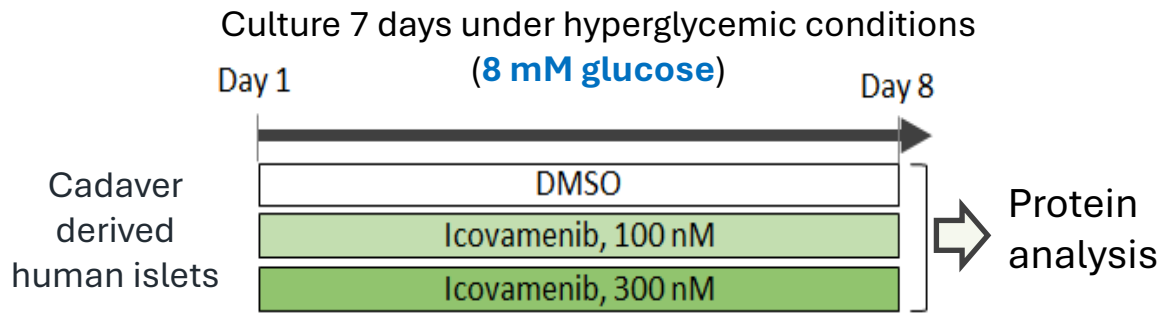 Culture 7 days under hyperglycemic conditions
(8 mM glucose)
Day 1
Day 8
Cadaver
derived
human islets
DMSO
Icovamenib, 100 nM
Icovamenib, 300 nM
Protein
analysis